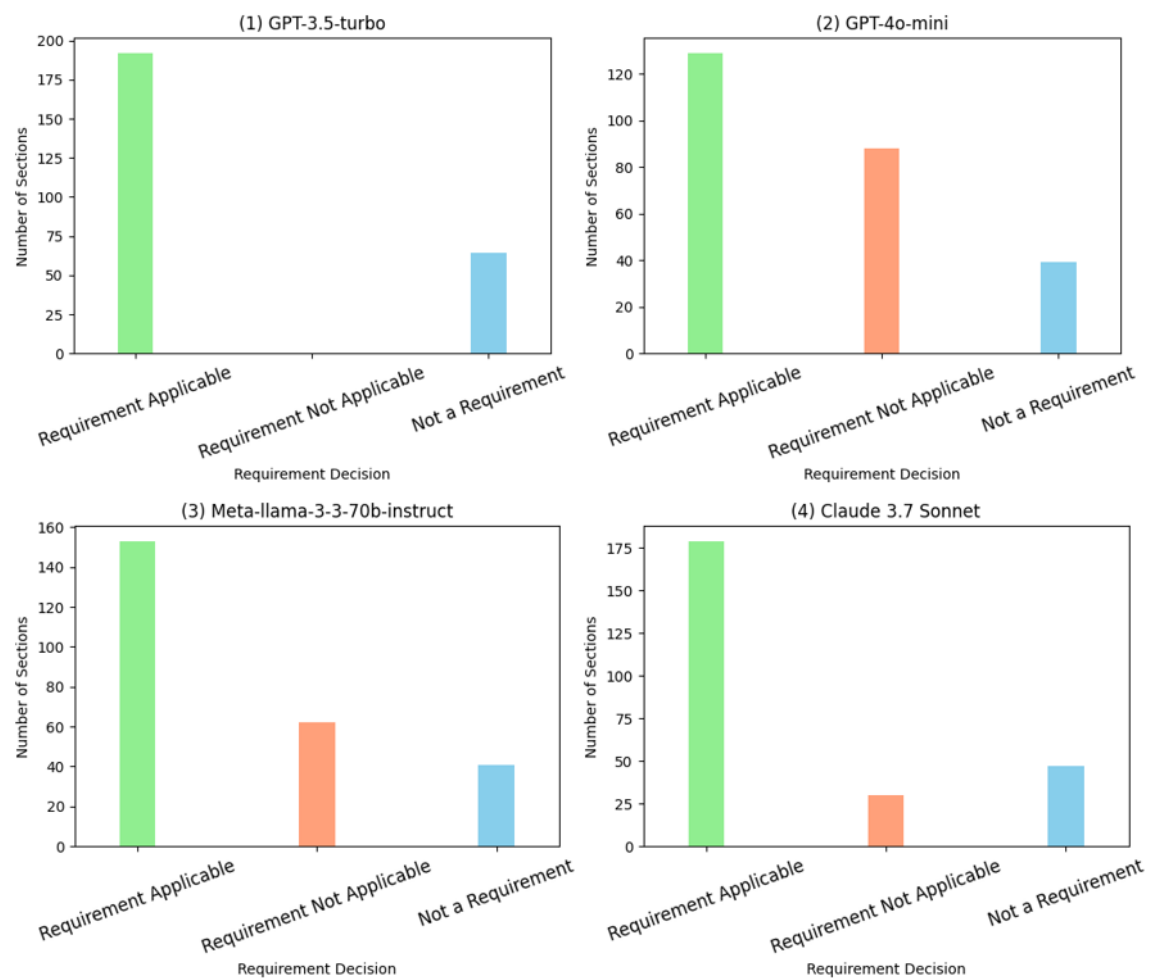 (1) GPT-3.5-turbo
Number of Sections
200
175
150
125
100
75
50
25
0
Requirement Applicable
Requirement Not Applicable
Not a Requirement
Requirement Decision
(2) GPT-4o-mini
Number of Sections
120
100
80
60
40
20
0
Requirement Applicable
Requirement Not Applicable
Not a Requirement
Requirement Decision
(3) Meta-llama-3-3-70b-instruct
Number of Sections
160
140
120
100
80
60
40
20
0
Requirement Applicable
Requirement Not Applicable
Not a Requirement
Requirement Decision
(4) Claude 3.7 Sonnet
Number of Sections
175
150
125
100
75
50
25
0
Requirement Applicable
Requirement Not Applicable
Not a Requirement
Requirement Decision